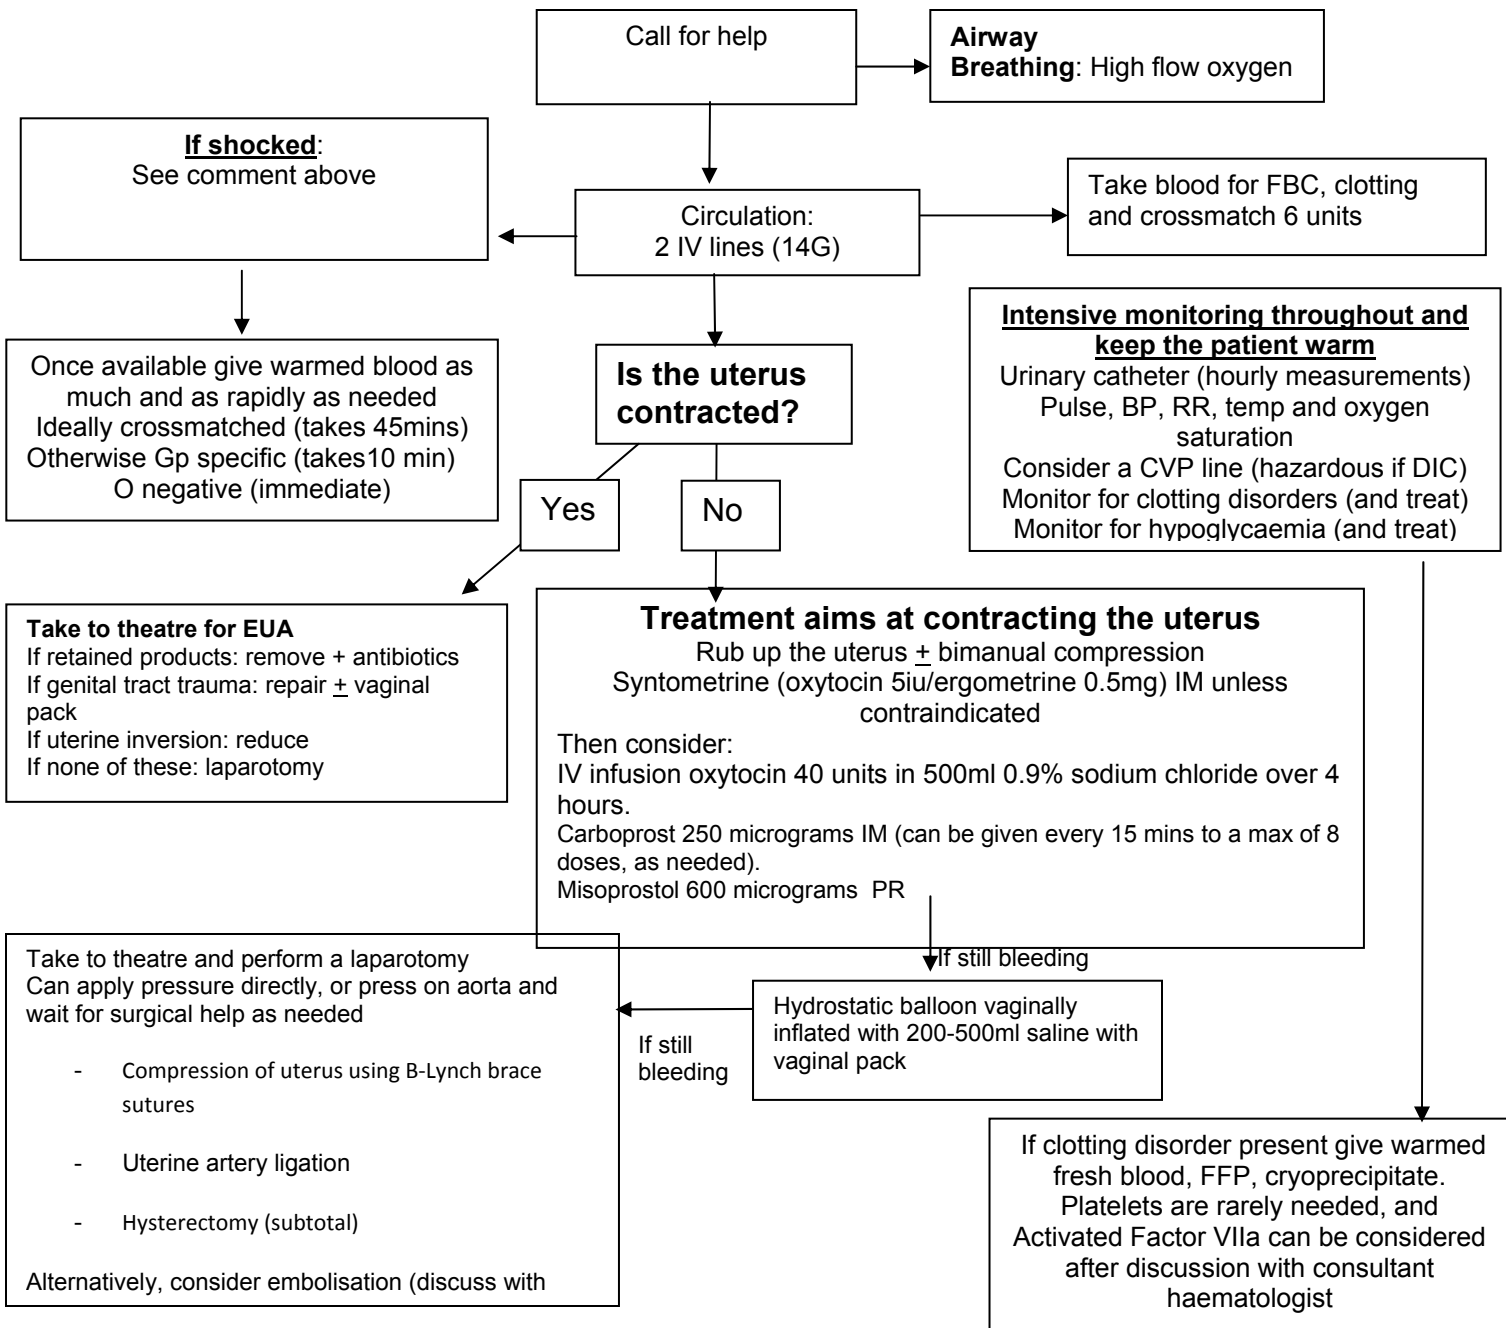 Call for help
Airway
Breathing: High flow oxygen
If shocked:
See comment above
Circulation:
2 IV lines (14G)
Take blood for FBC, clotting
and crossmatch 6 units
Once available give warmed blood as
much and as rapidly as needed
Ideally crossmatched (takes 45mins)
Otherwise Gp specific (takes10 min)
O negative (immediate)
Is the uterus
contracted?
Intensive monitoring throughout and
keep the patient warm
Urinary catheter (hourly measurements)
Pulse, BP, RR, temp and oxygen
saturation
Consider a CVP line (hazardous if DIC)
Monitor for clotting disorders (and treat)
Monitor for hypoglycaemia (and treat)
Yes
No
Take to theatre for EUA
If retained products: remove + antibiotics
If genital tract trauma: repair ± vaginal
pack
If uterine inversion: reduce
If none of these: laparotomy
Treatment aims at contracting the uterus
Rub up the uterus ± bimanual compression
Syntometrine (oxytocin 5iu/ergometrine 0.5mg) IM unless
contraindicated
Then consider:
IV infusion oxytocin 40 units in 500ml 0.9% sodium chloride over 4
hours.
Carboprost 250 micrograms IM (can be given every 15 mins to a max of 8
doses, as needed).
Misoprostol 600 micrograms PR
If still bleeding
Hydrostatic balloon vaginally
inflated with 200-500ml saline with
vaginal pack
If still
bleeding
Take to theatre and perform a laparotomy
Can apply pressure directly, or press on aorta and
wait for surgical help as needed
- Compression of uterus using B-Lynch brace
sutures
- Uterine artery ligation
- Hysterectomy (subtotal)
Alternatively, consider embolisation (discuss with
If clotting disorder present give warmed
fresh blood, FFP, cryoprecipitate.
Platelets are rarely needed, and
Activated Factor VIIa can be considered
after discussion with consultant
haematologist